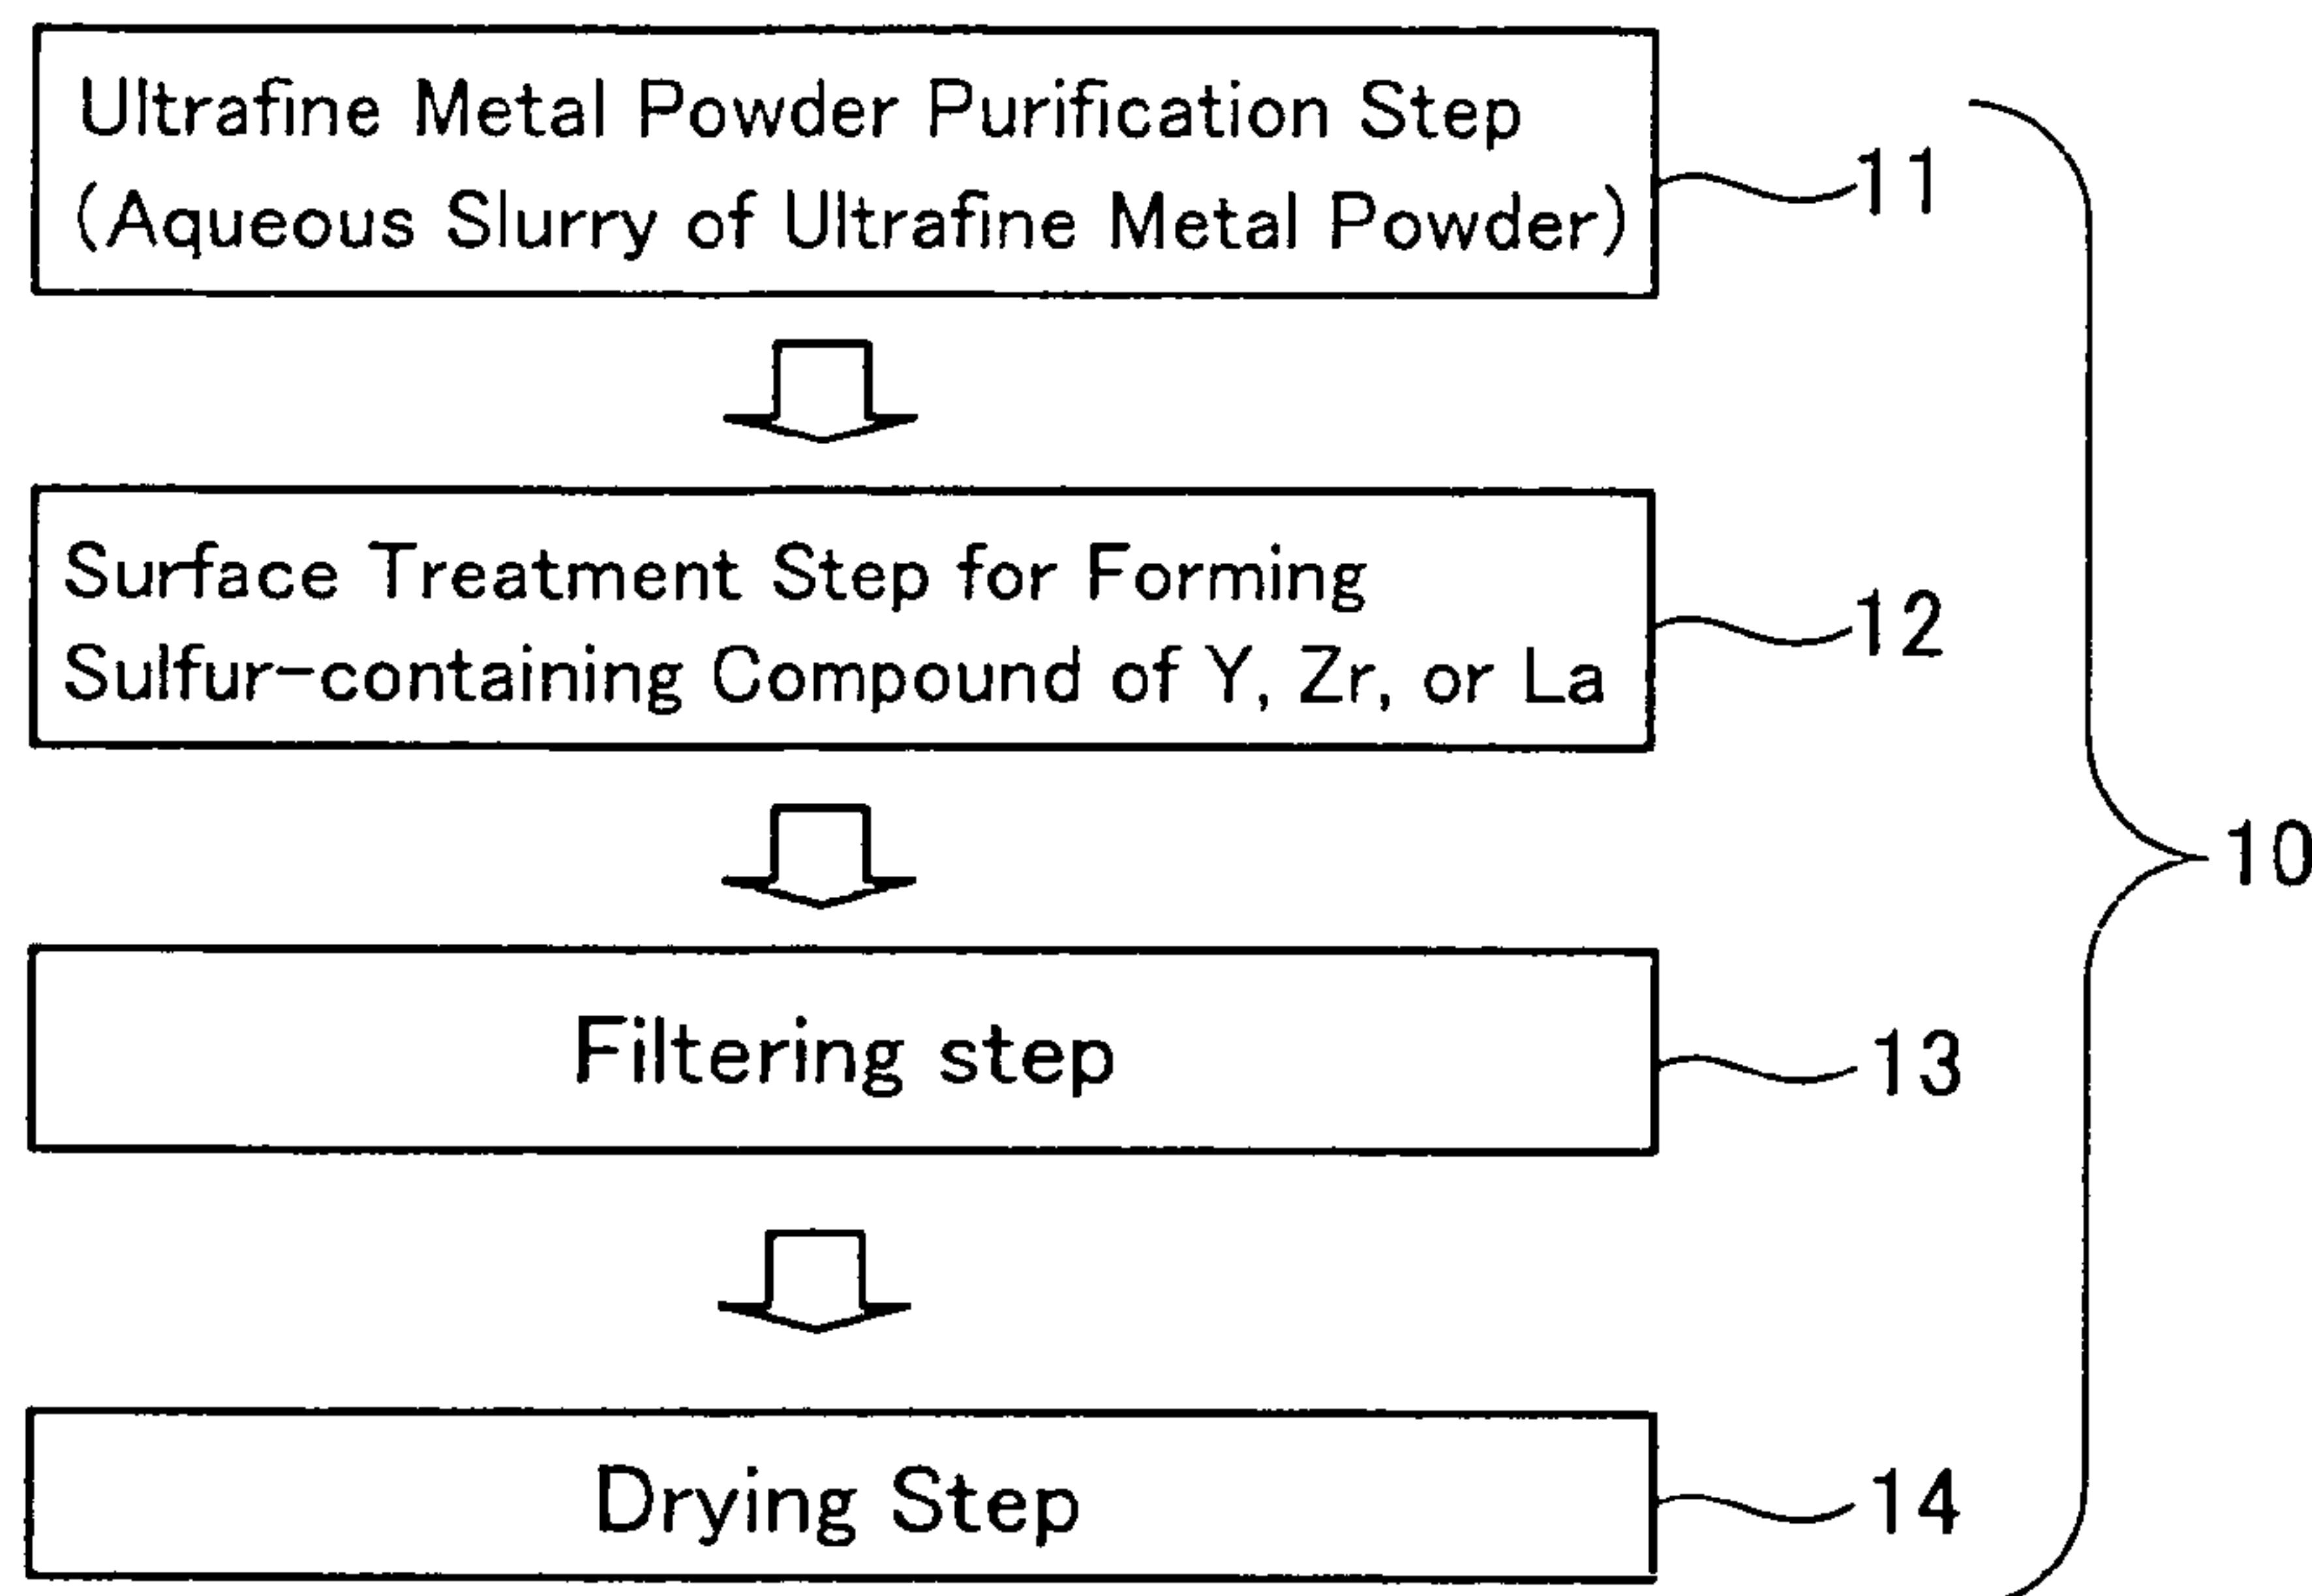 Ultrafine Metal Powder Purification Step
(Aqueous Slurry of Ultrafine Metal Powder)
11
Surface Treatment Step for Forming
Sulfur-containing Compound of Y, Zr, or La
12
10
Filtering step
13
Drying Step
14